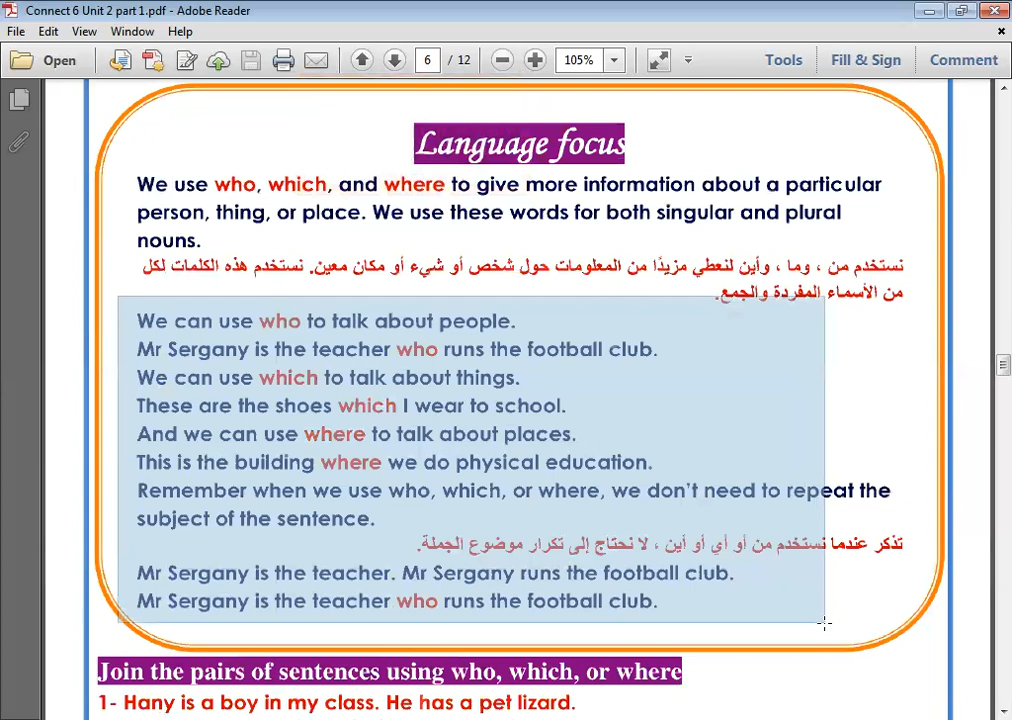 Connect 6 Unit 2 part 1.pdf - Adobe Reader
File Edit View Window Help
Open 6 / 12 105% Tools Fill & Sign Comment
Language focus
We use who, which, and where to give more information about a particular
person, thing, or place. We use these words for both singular and plural
nouns.
نستخدم من ، وما ، وأين لنعطي مزيدًا من المعلومات حول شخص أو شيء أو مكان معين. نستخدم هذه الكلمات لكل
من الأسماء المفردة والجمع.
We can use who to talk about people.
Mr Sergany is the teacher who runs the football club.
We can use which to talk about things.
These are the shoes which I wear to school.
And we can use where to talk about places.
This is the building where we do physical education.
Remember when we use who, which, or where, we don't need to repeat the
subject of the sentence.
تذكر عندما نستخدم من أو أي أو أين ، لا نحتاج إلى تكرار موضوع الجملة.
Mr Sergany is the teacher. Mr Sergany runs the football club.
Mr Sergany is the teacher who runs the football club.
Join the pairs of sentences using who, which, or where
1- Hany is a boy in my class. He has a pet lizard.